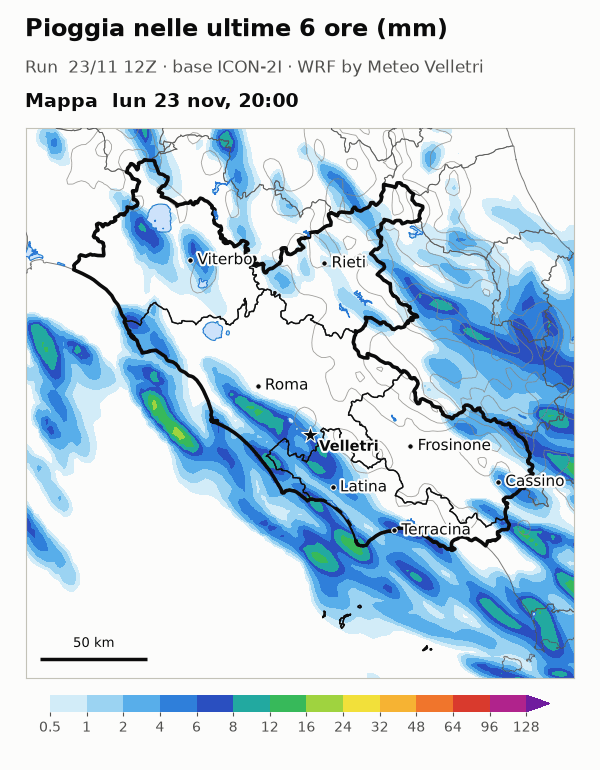 Pioggia nelle ultime 6 ore (mm)
Run  23/11 12Z · base ICON-2I · WRF by Meteo Velletri
Mappa  lun 23 nov, 20:00
Viterbo
Rieti
Roma
Velletri
Frosinone
Cassino
Latina
Terracina
50 km
0.5 1 2 4 6 8 12 16 24 32 48 64 96 128